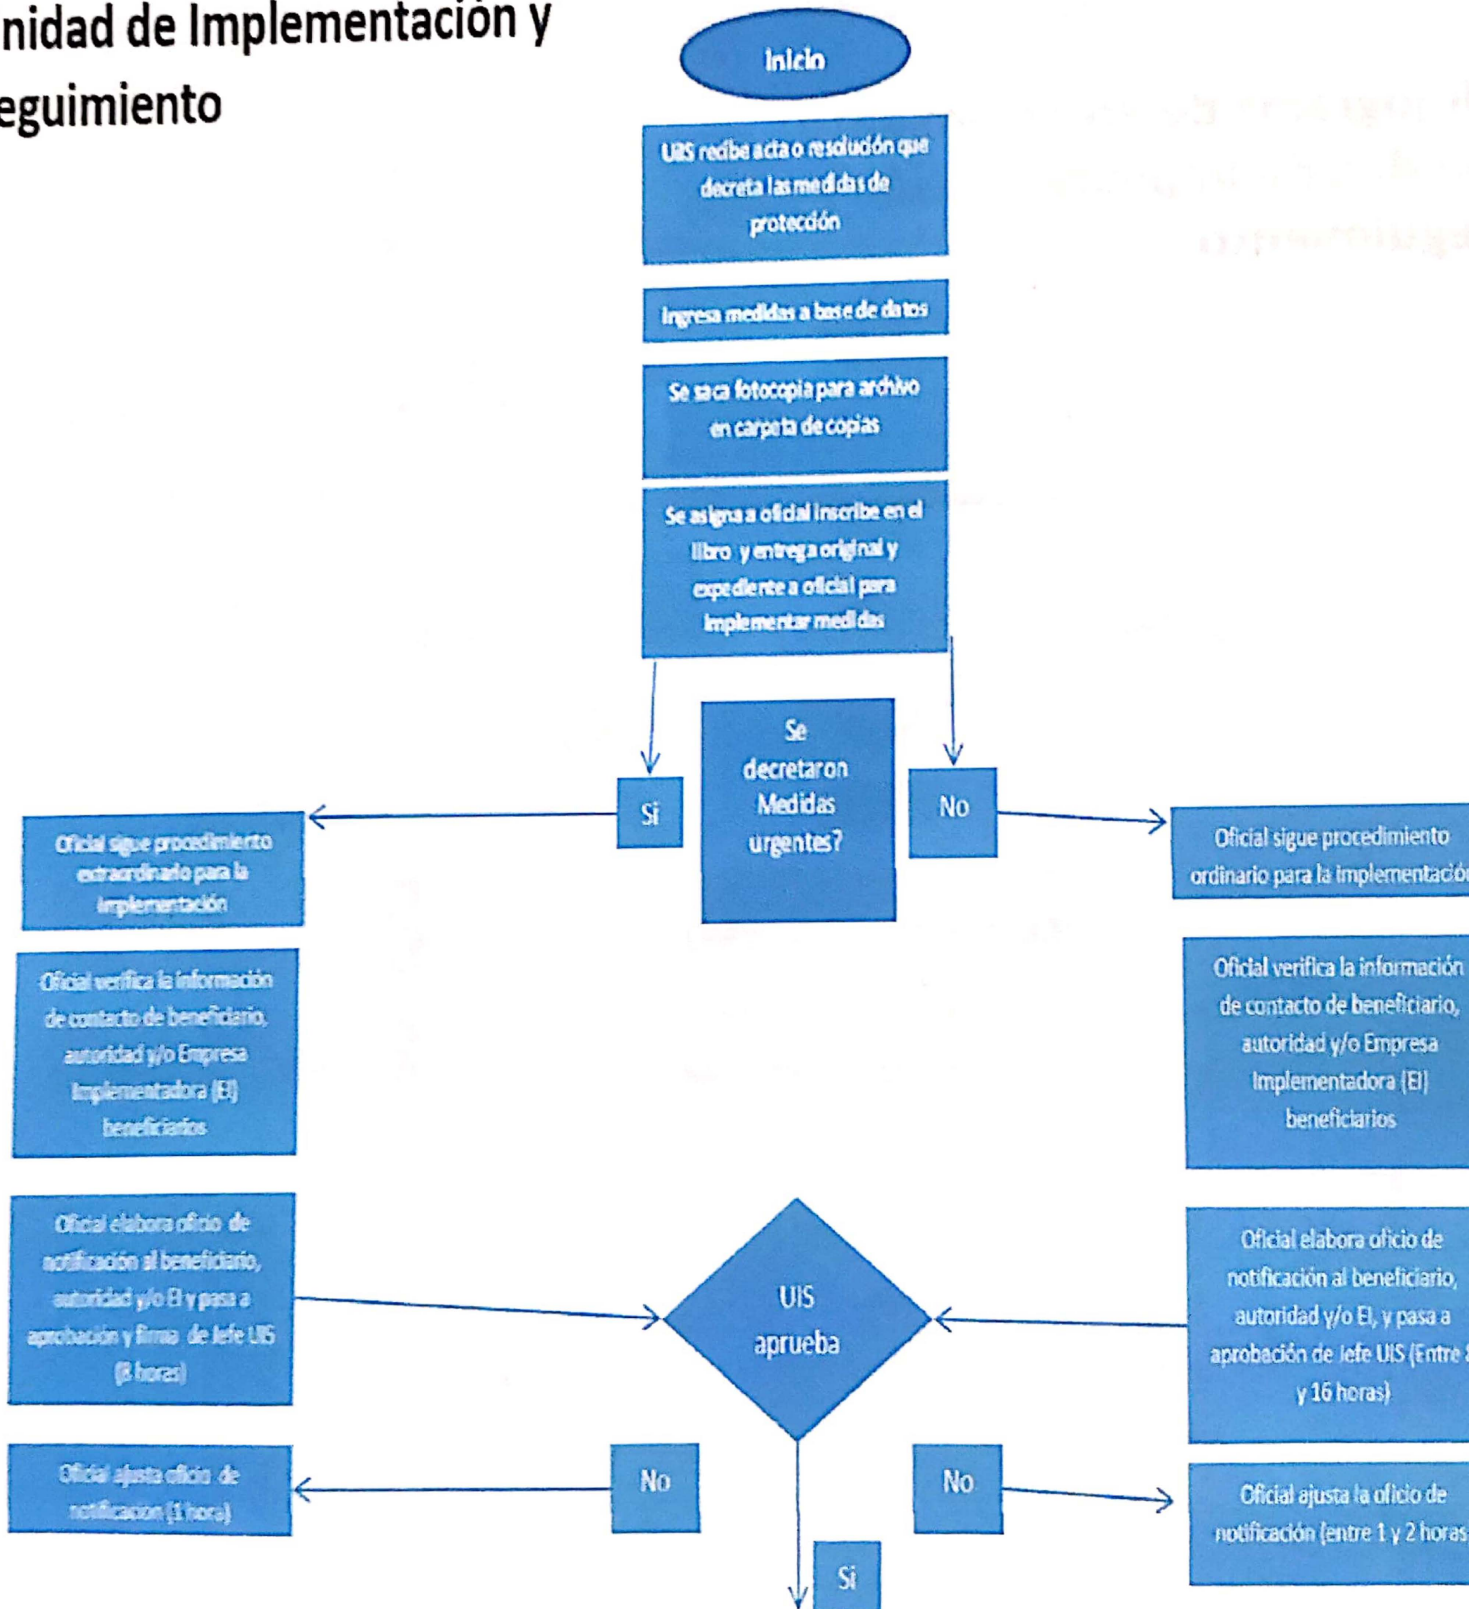 nidad de Implementación y
eguimiento
Inicio
UIS recibe acta o resolución que
decreta las medidas de
protección
Ingresa medidas a base de datos
Se saca fotocopia para archivo
en carpeta de copias
Se asigna a oficial inscribe en el
libro y entrega original y
expediente a oficial para
implementar medidas
Se
decretaron
Medidas
urgentes?
Si
No
Oficial sigue procedimiento
extraordinario para la
implementación
Oficial sigue procedimiento
ordinario para la implementación
Oficial verifica la información
de contacto de beneficiario,
autoridad y/o Empresa
Implementadora (EI)
beneficiarios
Oficial verifica la información
de contacto de beneficiario,
autoridad y/o Empresa
Implementadora (EI)
beneficiarios
Oficial elabora oficio de
notificación al beneficiario,
autoridad y/o EI y pasa a
aprobación y firma de Jefe UIS
(8 horas)
UIS
aprueba
Oficial elabora oficio de
notificación al beneficiario,
autoridad y/o EI, y pasa a
aprobación de Jefe UIS (Entre 8
y 16 horas)
Oficial ajusta oficio de
notificacion (1 hora)
No
No
Oficial ajusta la oficio de
notificación (entre 1 y 2 horas
Si